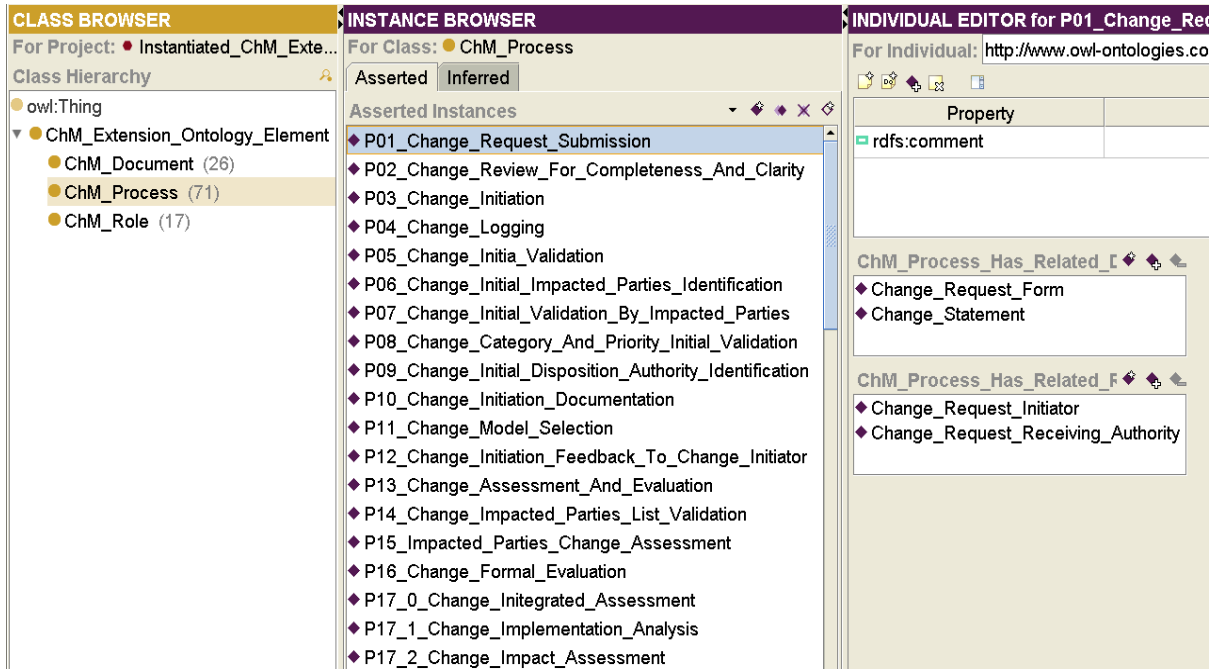 CLASS BROWSER
For Project: Instantiated_ChM_Exte...
Class Hierarchy
owl:Thing
ChM_Extension_Ontology_Element
ChM_Document (26)
ChM_Process (71)
ChM_Role (17)
INSTANCE BROWSER
For Class: ChM_Process
Asserted Inferred
Asserted Instances
P01_Change_Request_Submission
P02_Change_Review_For_Completeness_And_Clarity
P03_Change_Initiation
P04_Change_Logging
P05_Change_Initia_Validation
P06_Change_Initial_Impacted_Parties_Identification
P07_Change_Initial_Validation_By_Impacted_Parties
P08_Change_Category_And_Priority_Initial_Validation
P09_Change_Initial_Disposition_Authority_Identification
P10_Change_Initiation_Documentation
P11_Change_Model_Selection
P12_Change_Initiation_Feedback_To_Change_Initiator
P13_Change_Assessment_And_Evaluation
P14_Change_Impacted_Parties_List_Validation
P15_Impacted_Parties_Change_Assessment
P16_Change_Formal_Evaluation
P17_0_Change_Initegrated_Assessment
P17_1_Change_Implementation_Analysis
P17_2_Change_Impact_Assessment
INDIVIDUAL EDITOR for P01_Change_Rec
For Individual: http://www.owl-ontologies.co
Property
rdfs:comment
ChM_Process_Has_Related_D
Change_Request_Form
Change_Statement
ChM_Process_Has_Related_R
Change_Request_Initiator
Change_Request_Receiving_Authority